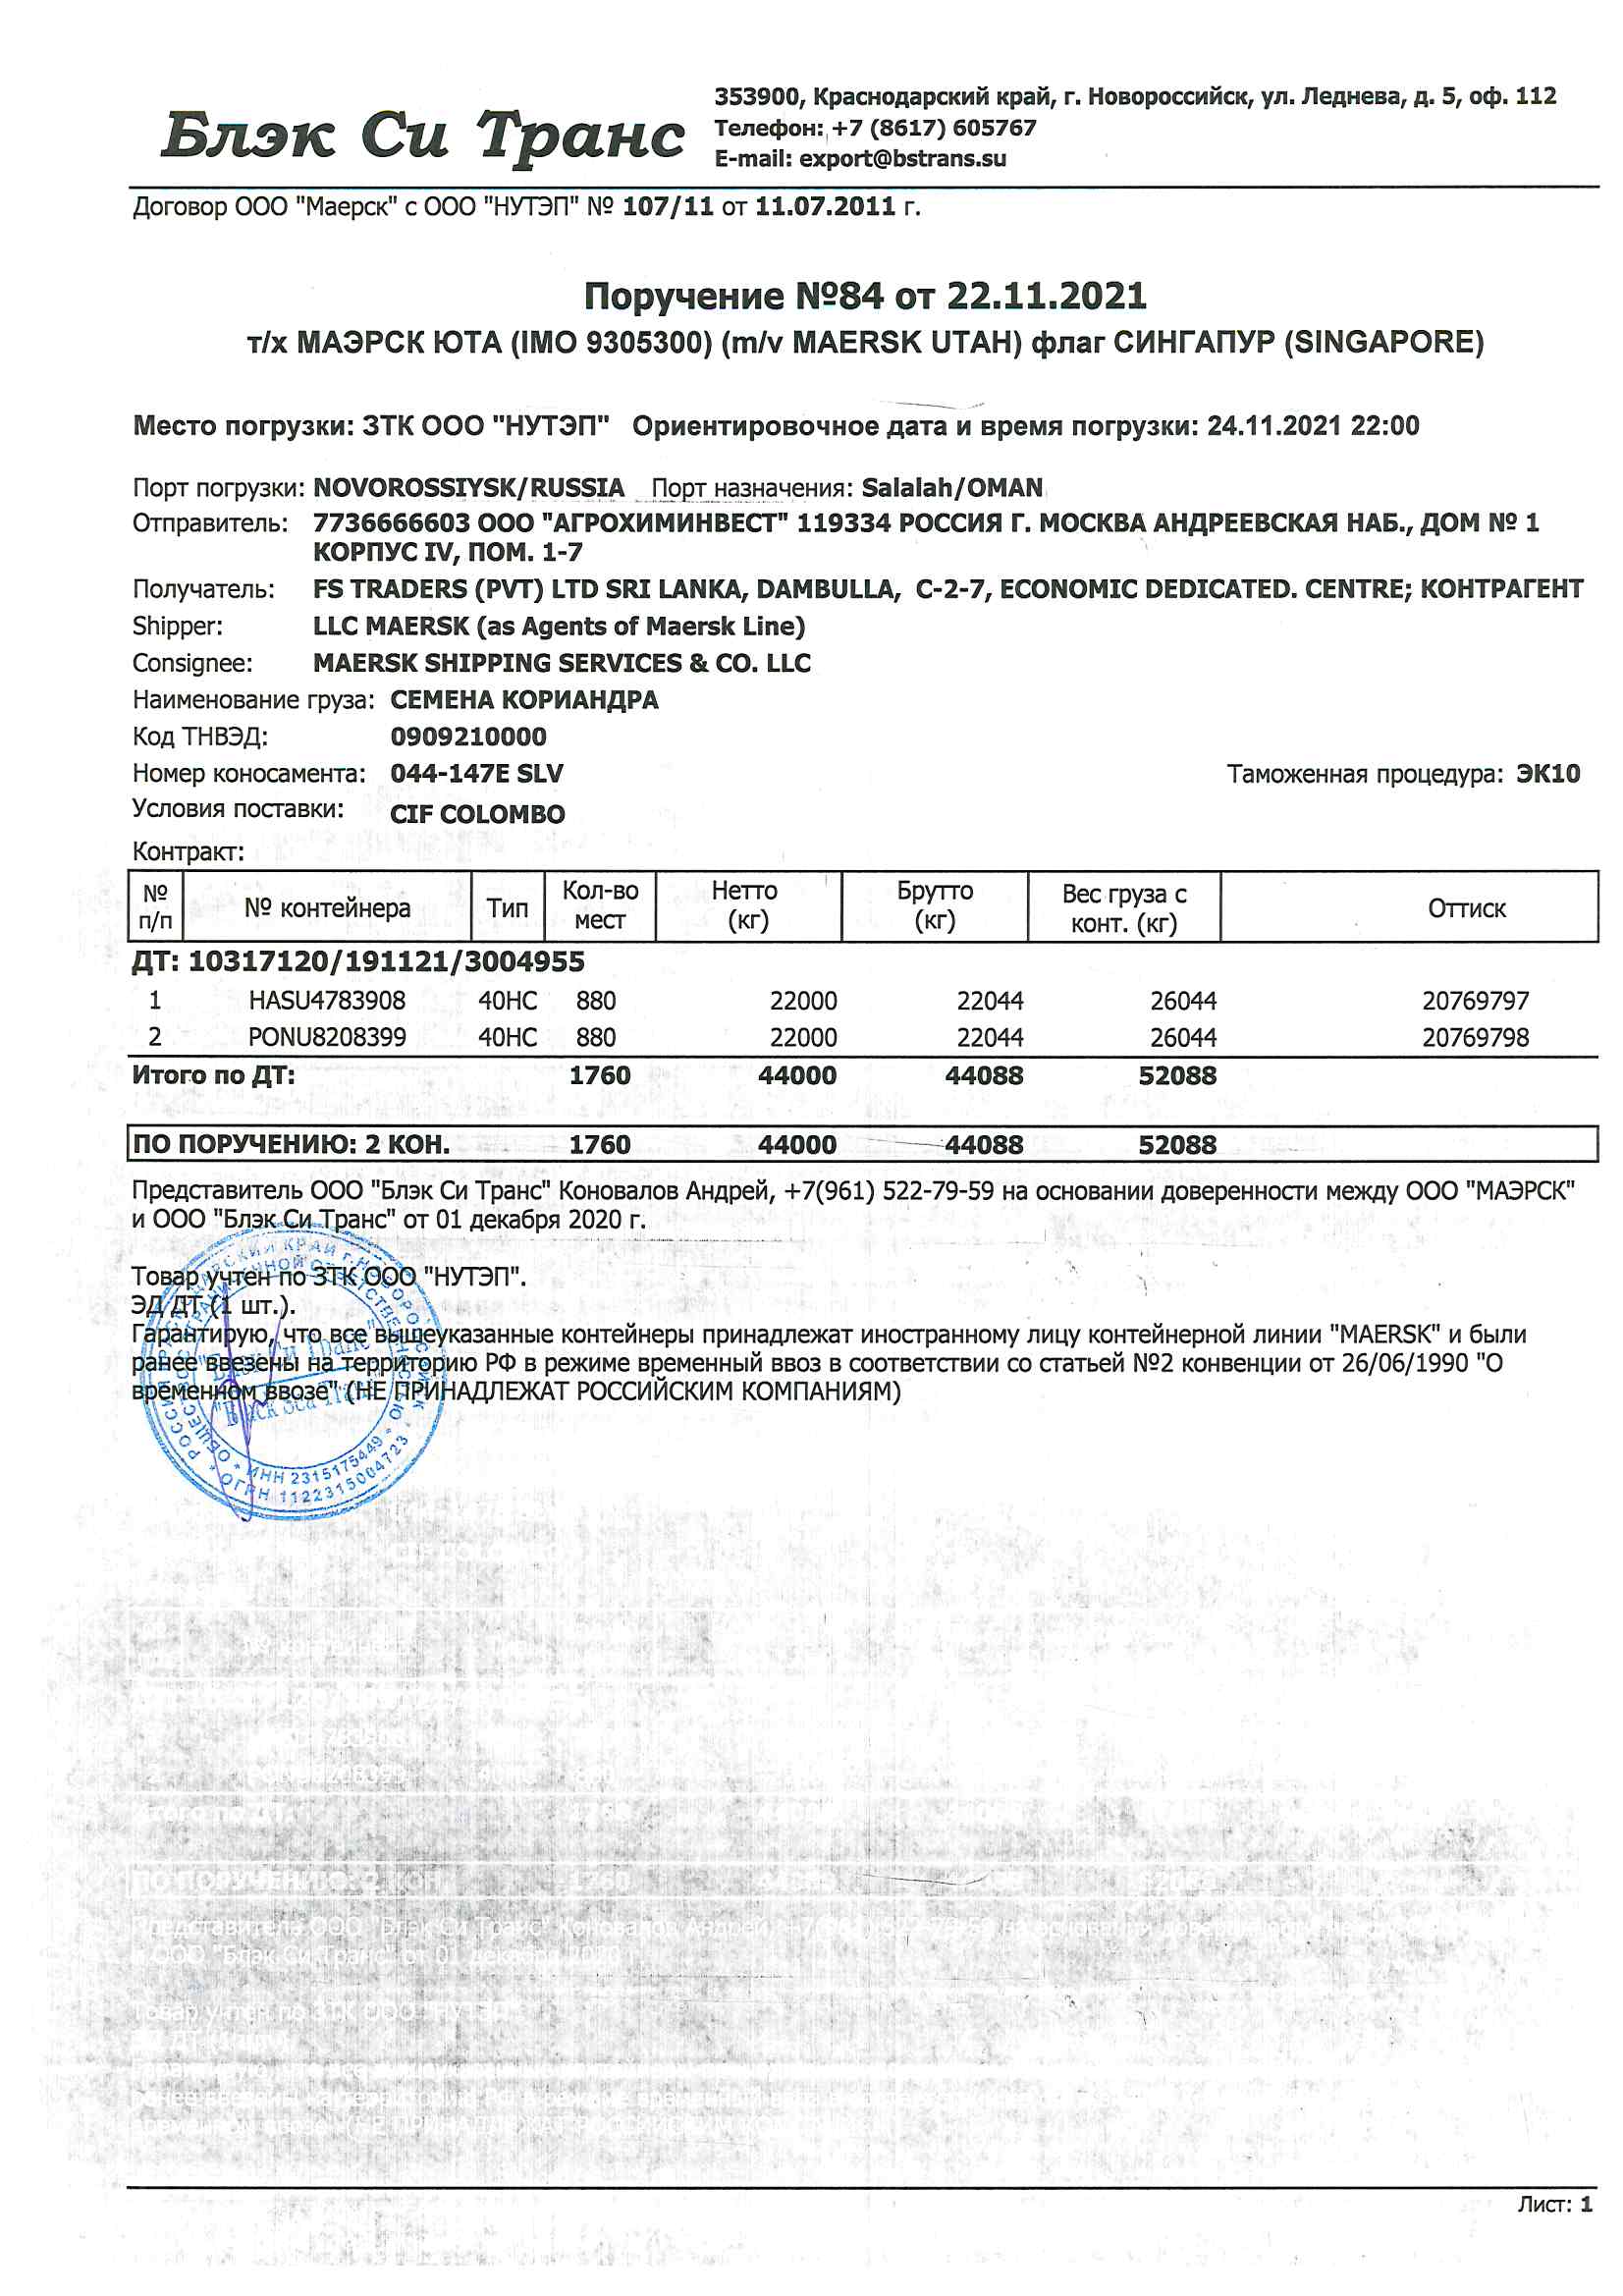 Блэк Си Транс
353900, Краснодарский край, г. Новороссийск, ул. Леднева, д. 5, оф. 112
Телефон: +7 (8617) 605767
E-mail: export@bstrans.su
Договор ООО "Маерск" с ООО "НУТЭП" № 107/11 от 11.07.2011 г.
Поручение №84 от 22.11.2021
т/х МАЭРСК ЮТА (IMO 9305300) (m/v MAERSK UTAH) флаг СИНГАПУР (SINGAPORE)
Место погрузки: ЗТК ООО "НУТЭП" Ориентировочное дата и время погрузки: 24.11.2021 22:00
Порт погрузки: NOVOROSSIYSK/RUSSIA Порт назначения: Salalah/OMAN
Отправитель: 7736666603 ООО "АГРОХИМИНВЕСТ" 119334 РОССИЯ Г. МОСКВА АНДРЕЕВСКАЯ НАБ., ДОМ № 1
КОРПУС IV, ПОМ. 1-7
Получатель: FS TRADERS (PVT) LTD SRI LANKA, DAMBULLA, C-2-7, ECONOMIC DEDICATED. CENTRE; КОНТРАГЕНТ
Shipper: LLC MAERSK (as Agents of Maersk Line)
Consignee: MAERSK SHIPPING SERVICES & CO. LLC
Наименование груза: СЕМЕНА КОРИАНДРА
Код ТНВЭД: 0909210000
Номер коносамента: 044-147E SLV Таможенная процедура: ЭК10
Условия поставки: CIF COLOMBO
Контракт:
№ п/п № контейнера Тип Кол-во мест Нетто (кг) Брутто (кг) Вес груза с конт. (кг) Оттиск
ДТ: 10317120/191121/3004955
1 HASU4783908 40HC 880 22000 22044 26044 20769797
2 PONU8208399 40HC 880 22000 22044 26044 20769798
Итого по ДТ: 1760 44000 44088 52088
ПО ПОРУЧЕНИЮ: 2 КОН. 1760 44000 44088 52088
Представитель ООО "Блэк Си Транс" Коновалов Андрей, +7(961) 522-79-59 на основании доверенности между ООО "МАЭРСК"
и ООО "Блэк Си Транс" от 01 декабря 2020 г.
Товар учтен по ЗТК ООО "НУТЭП".
ЭД ДТ (1 шт.).
Гарантирую, что все вышеуказанные контейнеры принадлежат иностранному лицу контейнерной линии "MAERSK" и были
ранее ввезены на территорию РФ в режиме временный ввоз в соответствии со статьей №2 конвенции от 26/06/1990 "О
временном ввозе" (НЕ ПРИНАДЛЕЖАТ РОССИЙСКИМ КОМПАНИЯМ)
* ИНН 2315175449 *
* ОГРН 1122315004723
Лист: 1